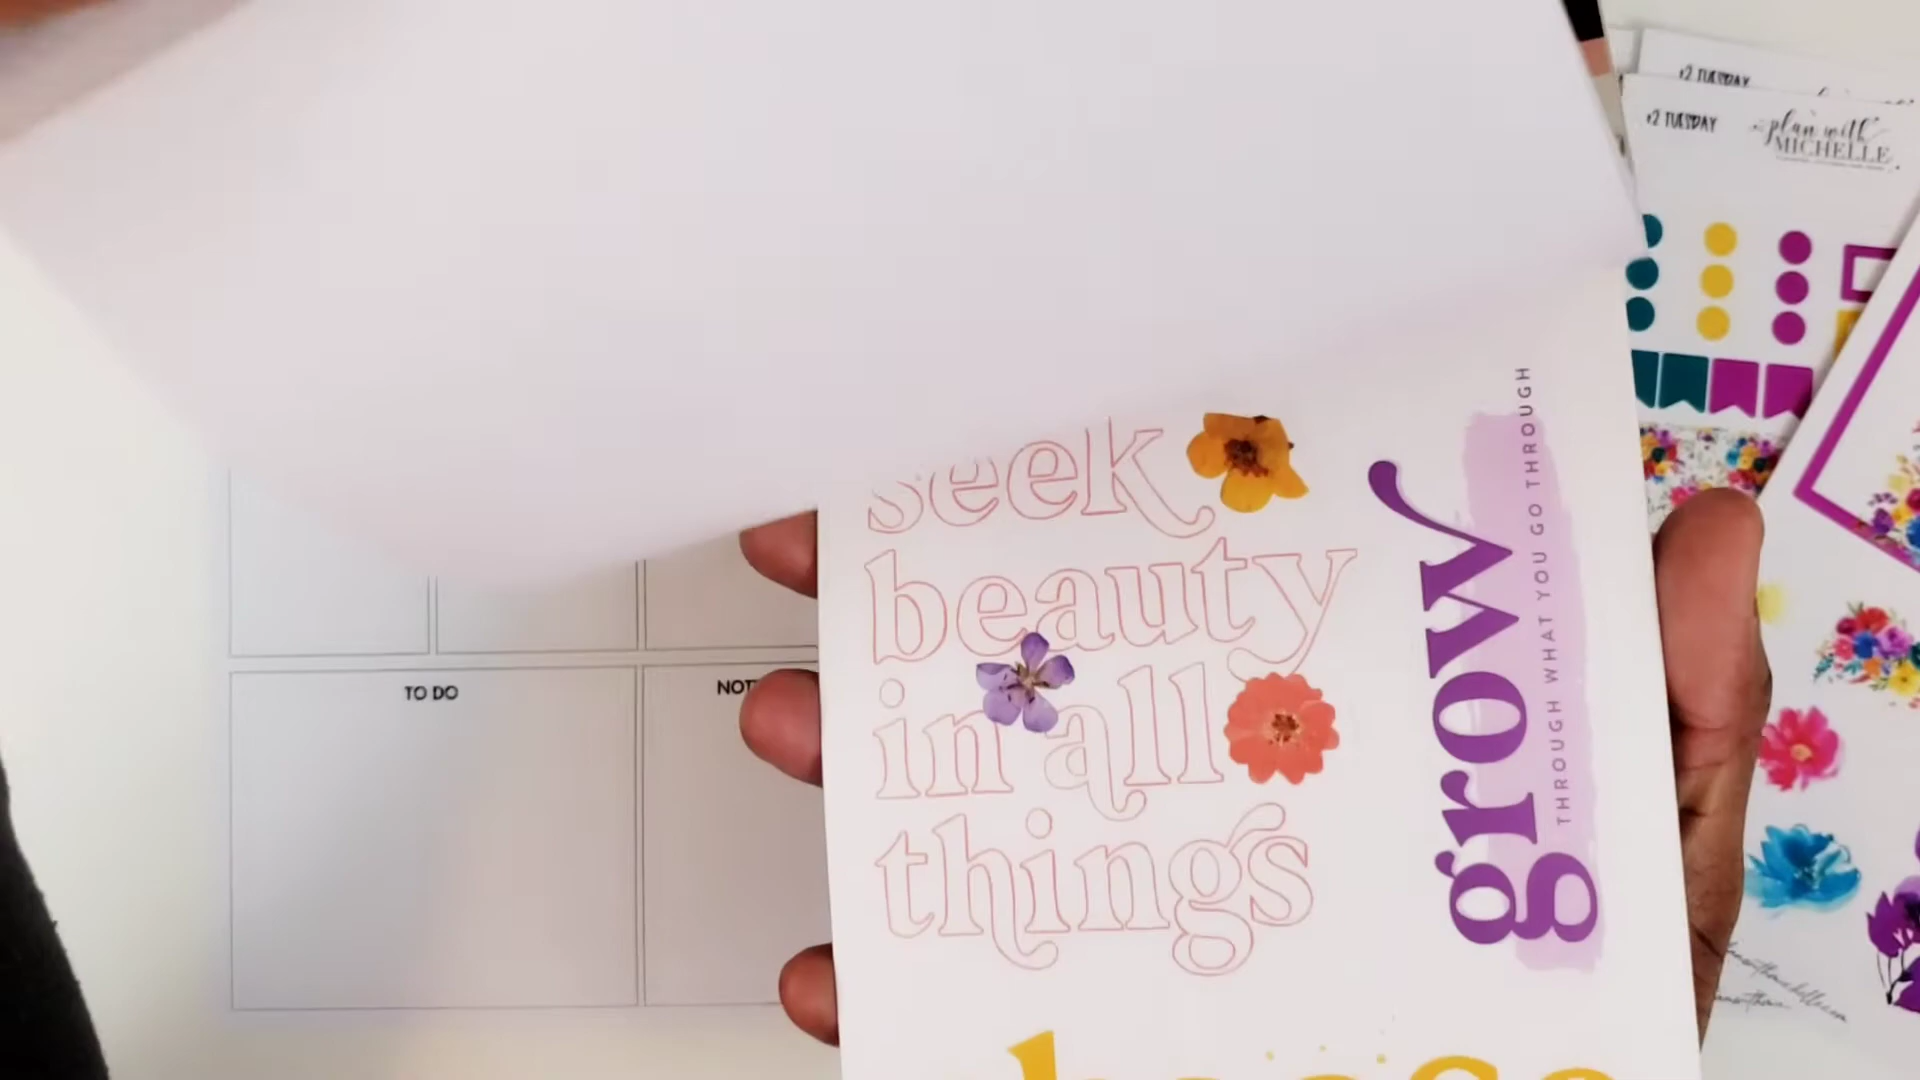 +2 TUESDAY
+2 TUESDAY
plan with
MICHELLE
seek
beauty
in all
things
grow
THROUGH WHAT YOU GO THROUGH
TO DO